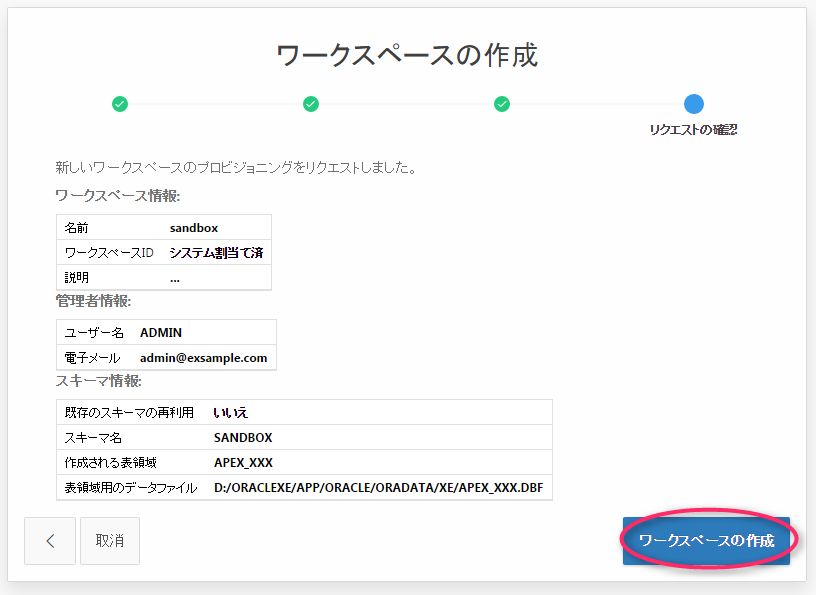 ワークスペースの作成
リクエストの確認
新しいワークスペースのプロビジョニングをリクエストしました。
ワークスペース情報:
名前 sandbox
ワークスペースID システム割当て済
説明 ...
管理者情報:
ユーザー名 ADMIN
電子メール admin@exsample.com
スキーマ情報:
既存のスキーマの再利用 いいえ
スキーマ名 SANDBOX
作成される表領域 APEX_XXX
表領域用のデータファイル D:/ORACLEXE/APP/ORACLE/ORADATA/XE/APEX_XXX.DBF
取消
ワークスペースの作成